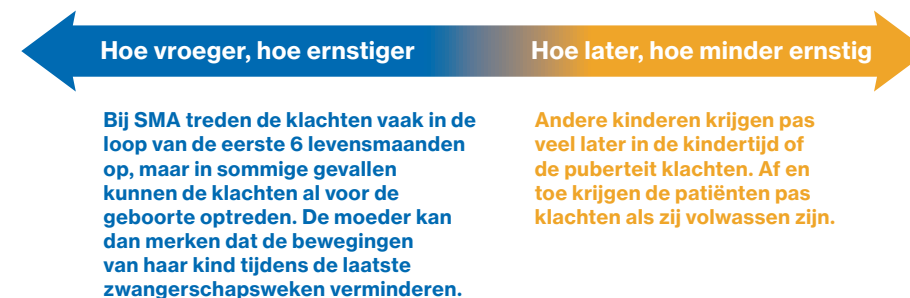 Hoe vroeger, hoe ernstiger
Hoe later, hoe minder ernstig
Bij SMA treden de klachten vaak in de
loop van de eerste 6 levensmaanden
op, maar in sommige gevallen
kunnen de klachten al voor de
geboorte optreden. De moeder kan
dan merken dat de bewegingen
van haar kind tijdens de laatste
zwangerschapsweken verminderen.
Andere kinderen krijgen pas
veel later in de kindertijd of
de puberteit klachten. Af en
toe krijgen de patiënten pas
klachten als zij volwassen zijn.